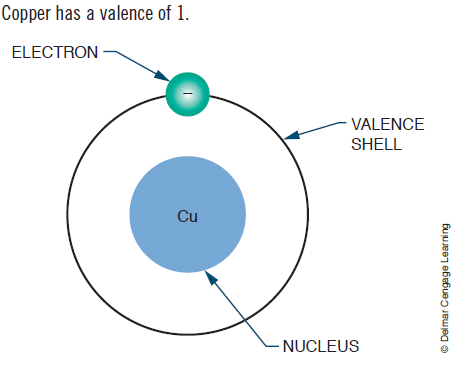 Copper has a valence of 1.
ELECTRON
−
VALENCE
SHELL
Cu
NUCLEUS
© Delmar Cengage Learning